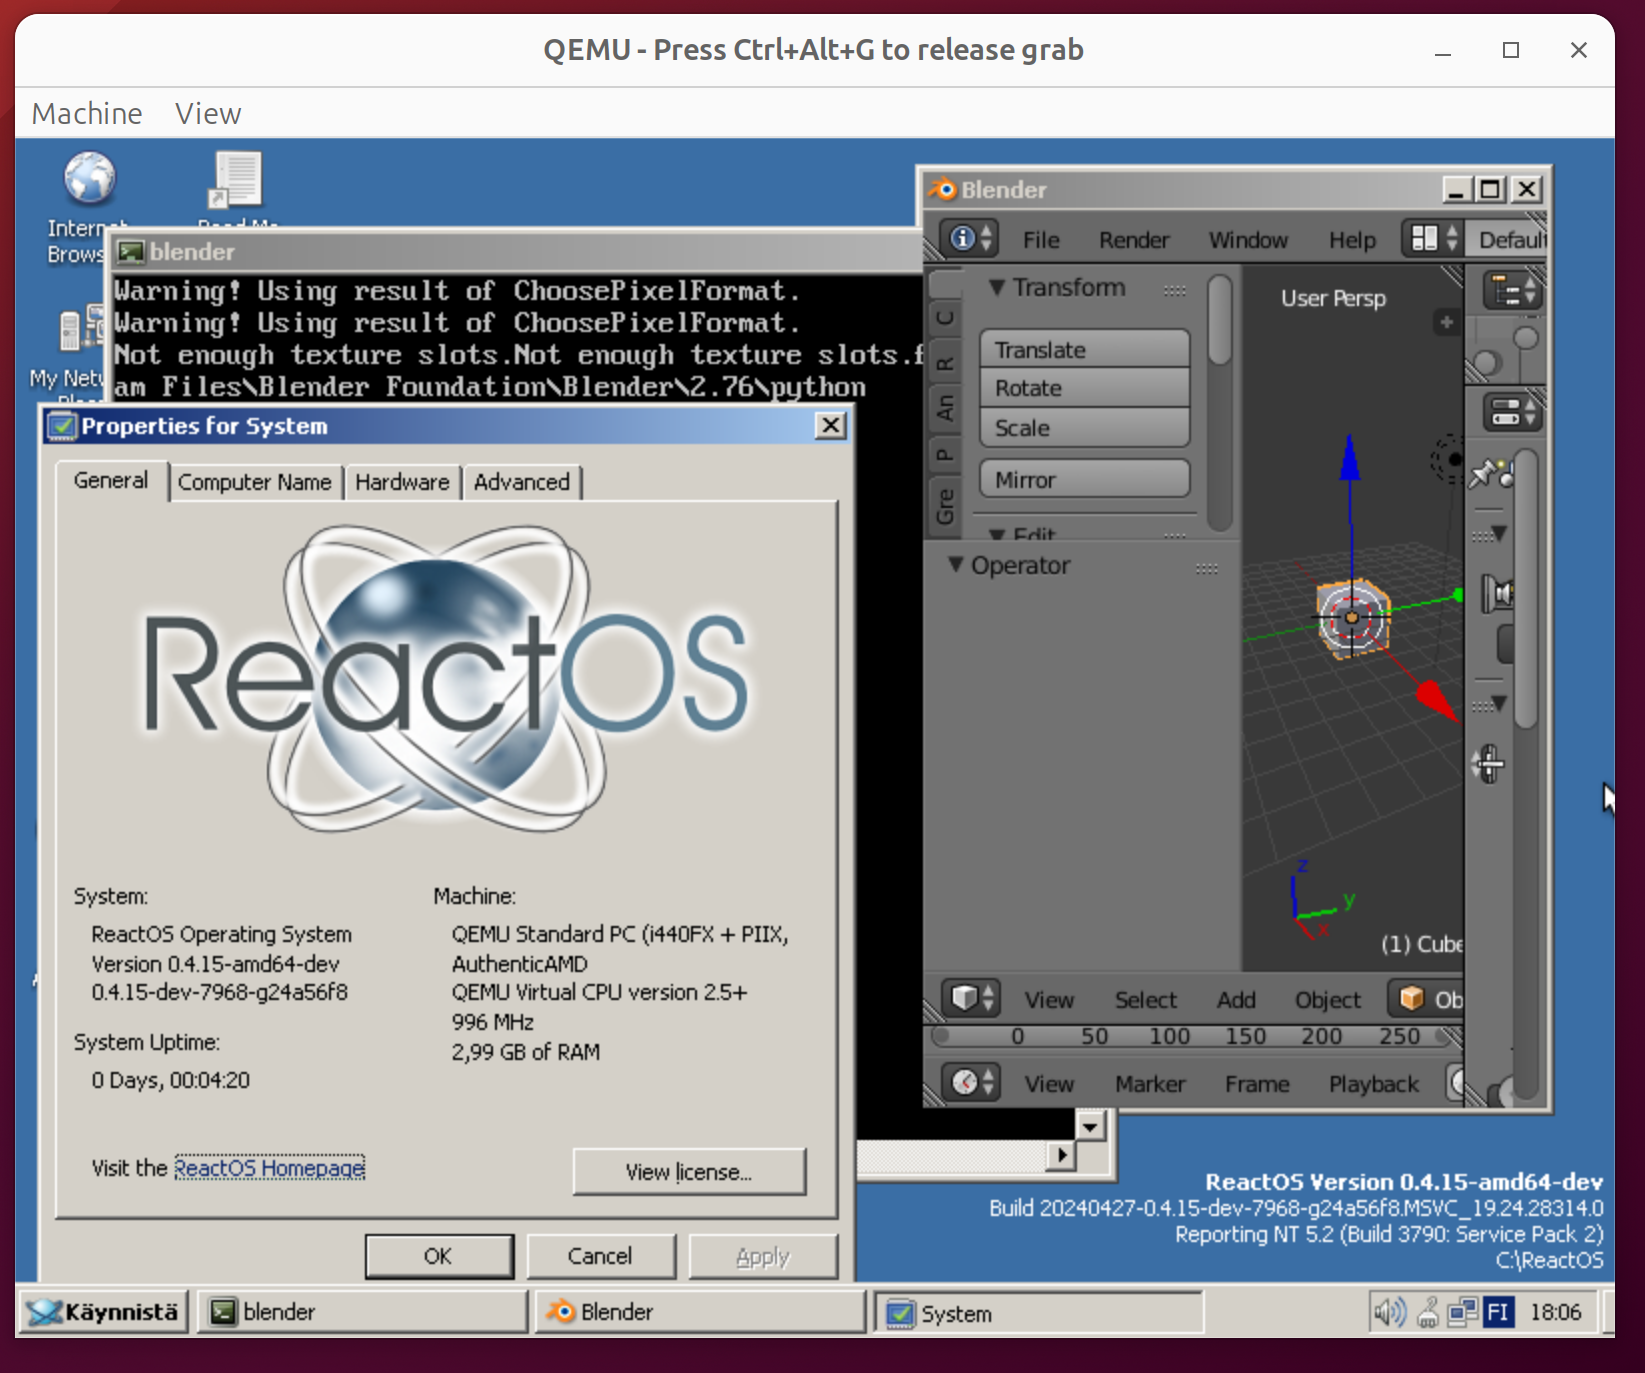 QEMU - Press Ctrl+Alt+G to release grab
Machine View
Internet
Read Me
Brows
My Netw
blender
Warning! Using result of ChoosePixelFormat.
Warning! Using result of ChoosePixelFormat.
Not enough texture slots.Not enough texture slots.f
am Files\Blender Foundation\Blender\2.76\python
Blender
File Render Window Help Default
Transform
Translate
Rotate
Scale
Mirror
Edit
Operator
C
R
An
P
Gre
User Persp
z
y
x
(1) Cube
View Select Add Object Ob
0 50 100 150 200 250
View Marker Frame Playback
Properties for System
General Computer Name Hardware Advanced
ReactOS
System:
ReactOS Operating System
Version 0.4.15-amd64-dev
0.4.15-dev-7968-g24a56f8
System Uptime:
0 Days, 00:04:20
Machine:
QEMU Standard PC (i440FX + PIIX,
AuthenticAMD
QEMU Virtual CPU version 2.5+
996 MHz
2,99 GB of RAM
Visit the ReactOS Homepage
View license...
OK Cancel Apply
ReactOS Version 0.4.15-amd64-dev
Build 20240427-0.4.15-dev-7968-g24a56f8.MSVC_19.24.28314.0
Reporting NT 5.2 (Build 3790: Service Pack 2)
C:\ReactOS
Käynnistä blender Blender System FI 18:06